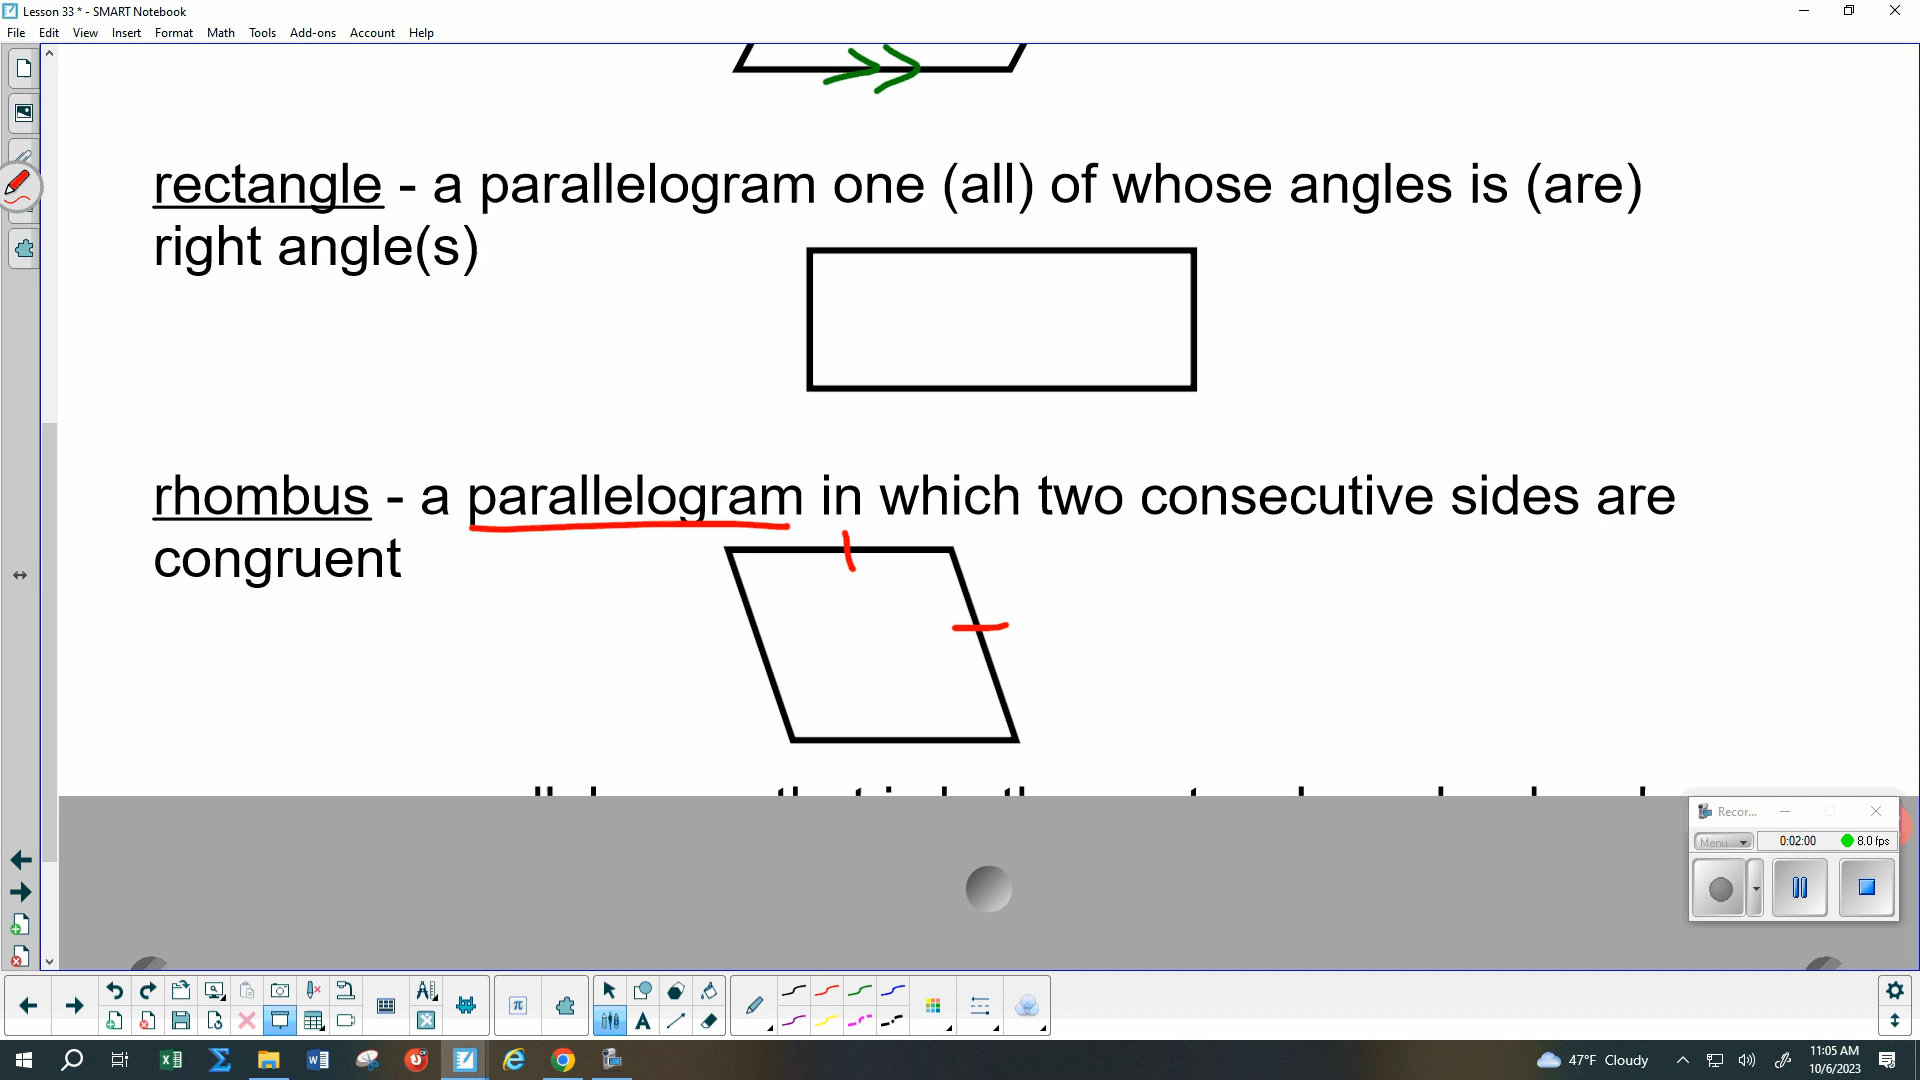 Lesson 33 * - SMART Notebook
File Edit View Insert Format Math Tools Add-ons Account Help
rectangle - a parallelogram one (all) of whose angles is (are)
right angle(s)
rhombus - a parallelogram in which two consecutive sides are
congruent
Recor...
Menu 0:02:00 8.0 fps
47°F Cloudy
11:05 AM
10/6/2023